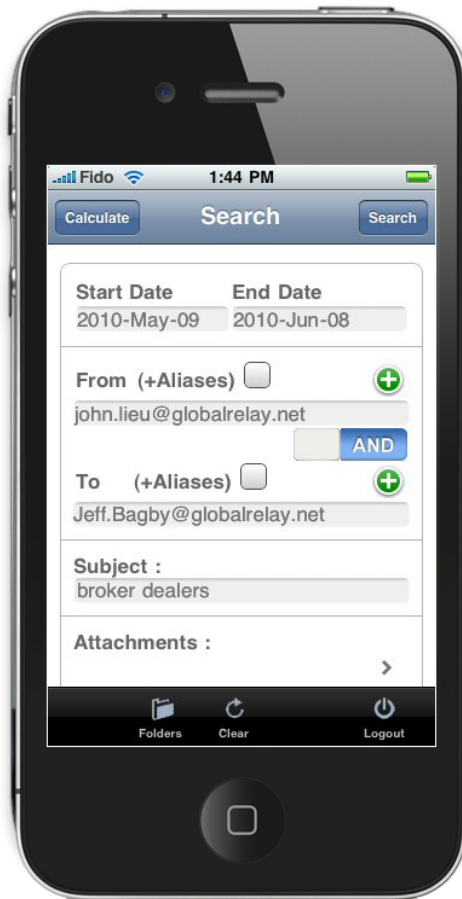 Fido 1:44 PM
Calculate Search Search
Start Date End Date
2010-May-09 2010-Jun-08
From (+Aliases)
john.lieu@globalrelay.net
AND
To (+Aliases)
Jeff.Bagby@globalrelay.net
Subject :
broker dealers
Attachments :
Folders Clear Logout